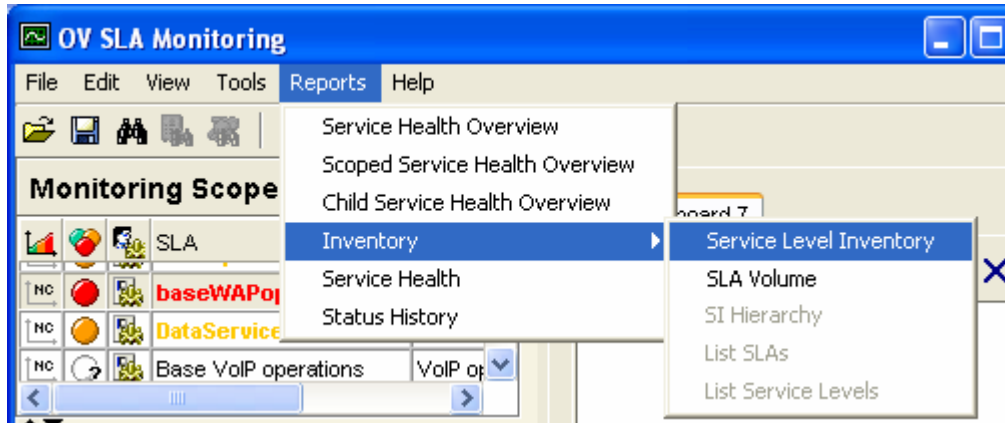 OV SLA Monitoring
File Edit View Tools Reports Help
Service Health Overview
Scoped Service Health Overview
Child Service Health Overview
Inventory
Service Health
Status History
Service Level Inventory
SLA Volume
SI Hierarchy
List SLAs
List Service Levels
Monitoring Scope
SLA
NC baseWAPop
NC DataService
NC Base VoIP operations VoIP op
board 7